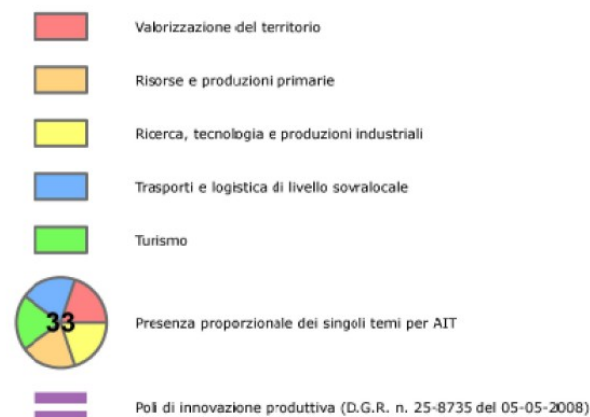 Valorizzazione del territorio
Risorse e produzioni primarie
Ricerca, tecnologia e produzioni industriali
Trasporti e logistica di livello sovralocale
Turismo
33
Presenza proporzionale dei singoli temi per AIT
Poli di innovazione produttiva (D.G.R. n. 25-8735 del 05-05-2008)